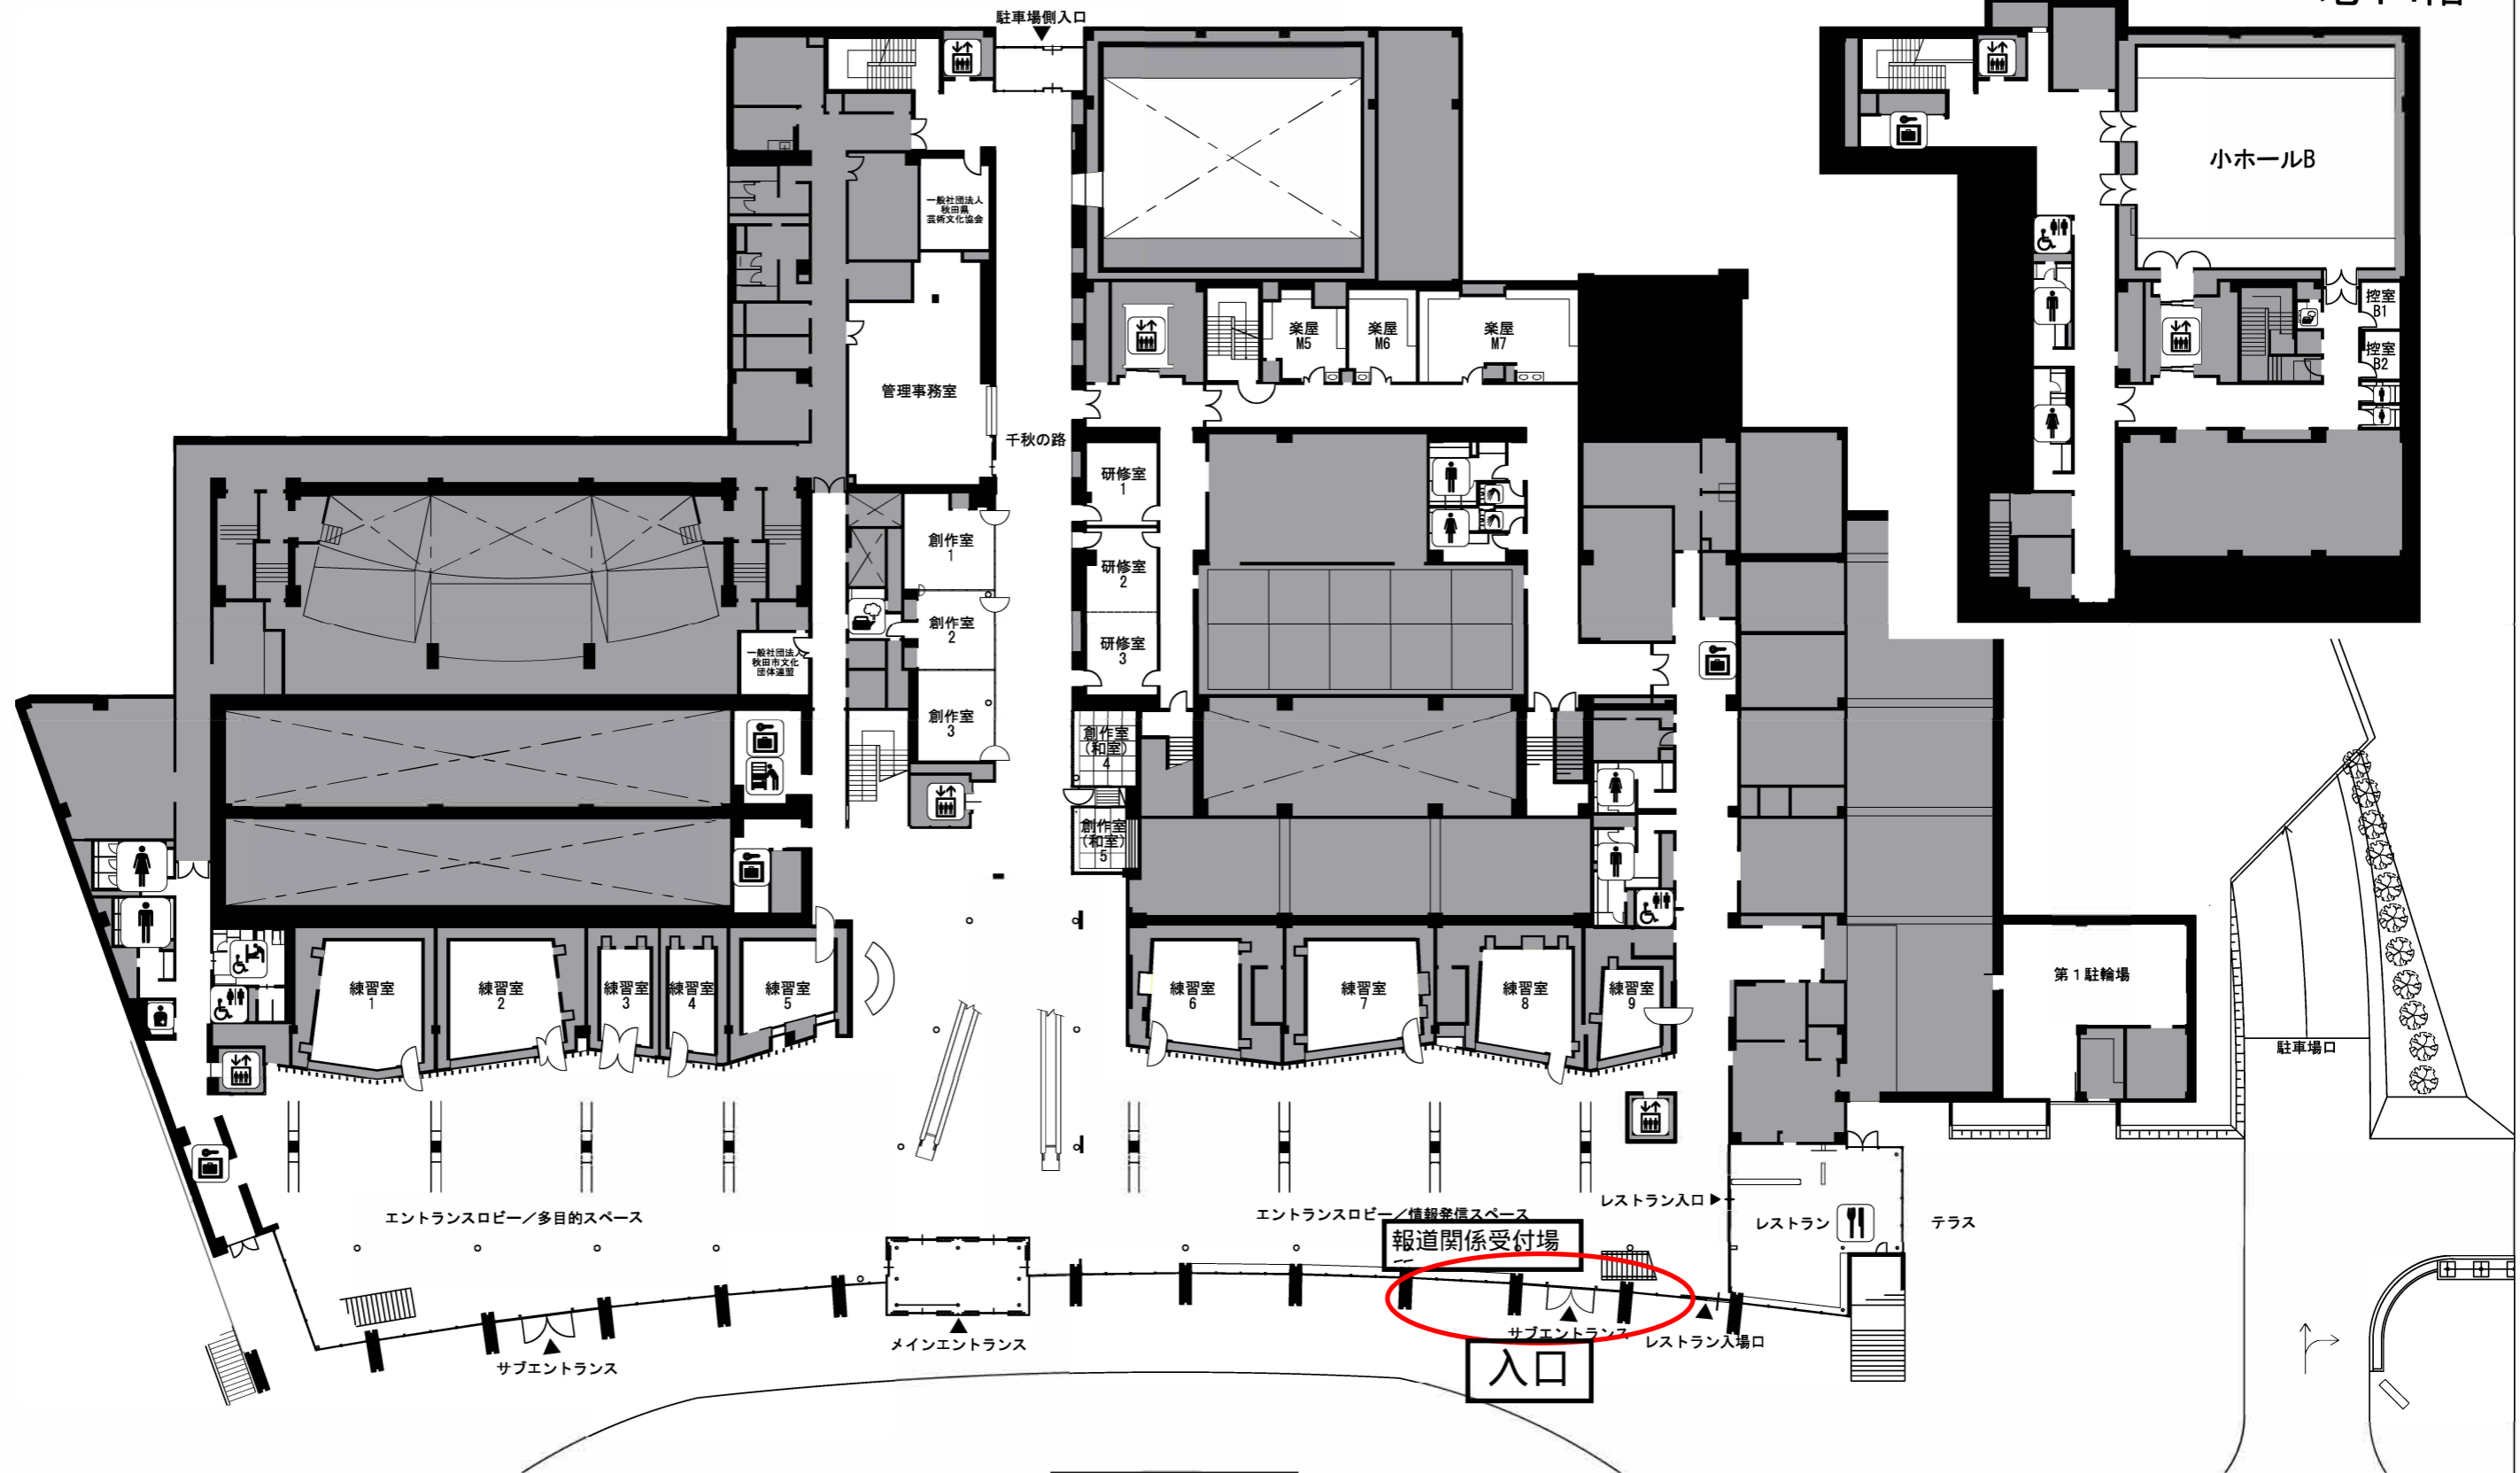 駐車場側入口
小ホールB
一般社団法人
秋田県
芸術文化協会
控室
B1
控室
B2
楽屋
M5
楽屋
M6
楽屋
M7
管理事務室
千秋の路
研修室
1
研修室
2
研修室
3
創作室
1
創作室
2
創作室
3
一般社団法人
秋田市文化
団体連盟
創作室
(和室)
4
創作室
(和室)
5
練習室
1
練習室
2
練習室
3
練習室
4
練習室
5
練習室
6
練習室
7
練習室
8
練習室
9
第1駐輪場
駐車場口
エントランスロビー/多目的スペース
エントランスロビー/情報発信スペース
レストラン入口
レストラン
テラス
報道関係受付場
サブエントランス
メインエントランス
サブエントランス
レストラン入場口
入口